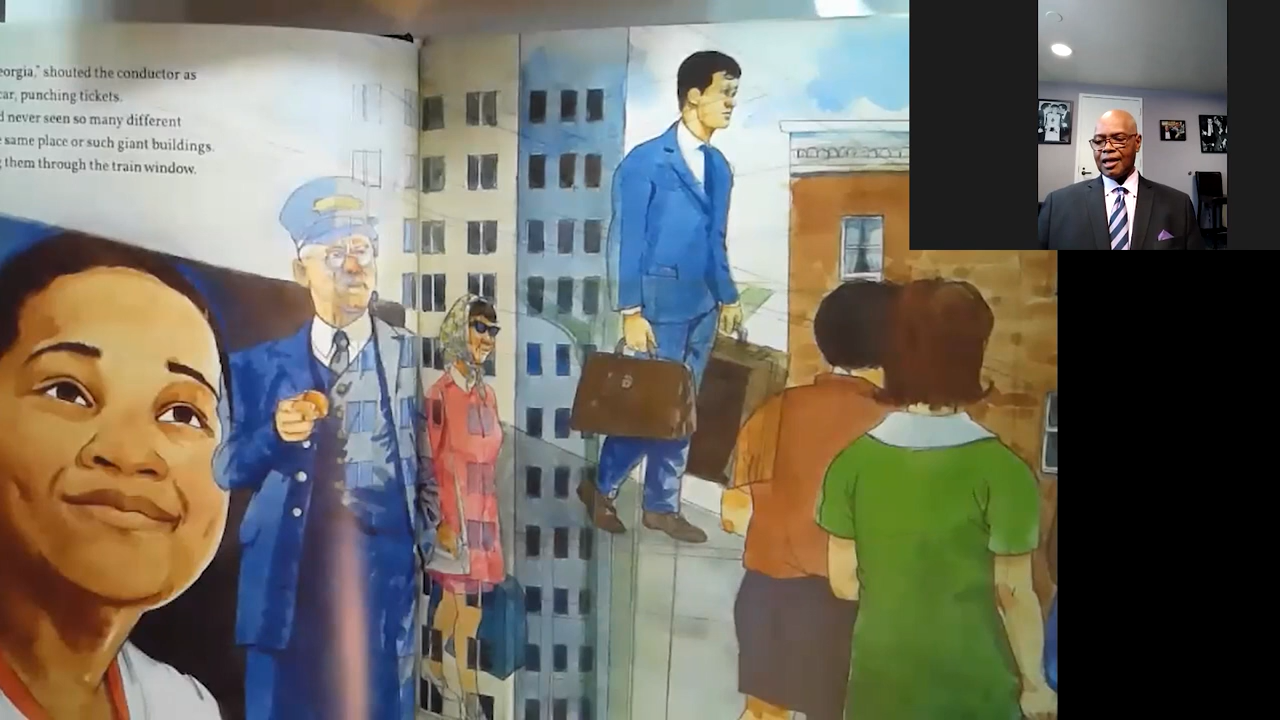 eorgia," shouted the conductor as
car, punching tickets.
d never seen so many different
same place or such giant buildings.
them through the train window.